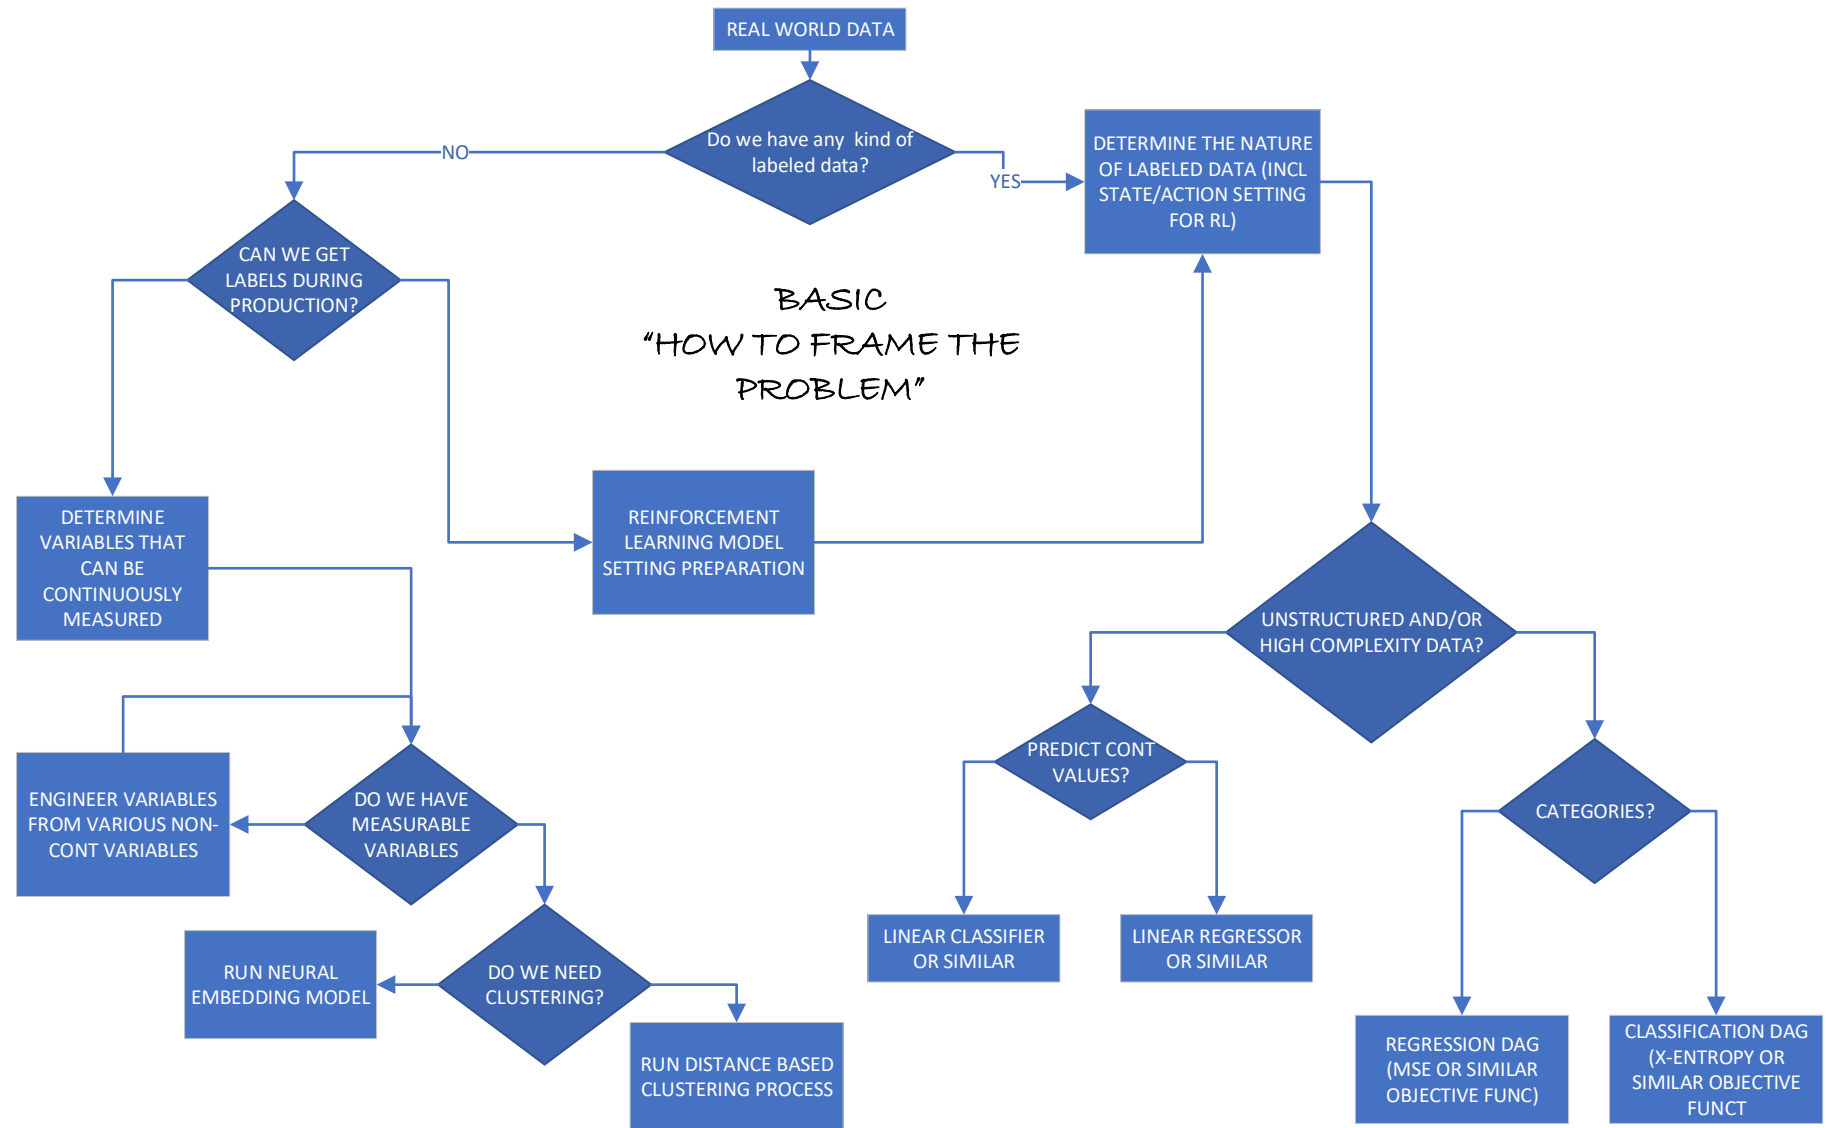 REAL WORLD DATA
Do we have any kind of
labeled data?
NO
YES
DETERMINE THE NATURE
OF LABELED DATA (INCL
STATE/ACTION SETTING
FOR RL)
CAN WE GET
LABELS DURING
PRODUCTION?
BASIC
"HOW TO FRAME THE
PROBLEM"
DETERMINE
VARIABLES THAT
CAN BE
CONTINUOUSLY
MEASURED
REINFORCEMENT
LEARNING MODEL
SETTING PREPARATION
UNSTRUCTURED AND/OR
HIGH COMPLEXITY DATA?
PREDICT CONT
VALUES?
ENGINEER VARIABLES
FROM VARIOUS NON-
CONT VARIABLES
DO WE HAVE
MEASURABLE
VARIABLES
CATEGORIES?
LINEAR CLASSIFIER
OR SIMILAR
LINEAR REGRESSOR
OR SIMILAR
RUN NEURAL
EMBEDDING MODEL
DO WE NEED
CLUSTERING?
RUN DISTANCE BASED
CLUSTERING PROCESS
REGRESSION DAG
(MSE OR SIMILAR
OBJECTIVE FUNC)
CLASSIFICATION DAG
(X-ENTROPY OR
SIMILAR OBJECTIVE
FUNCT